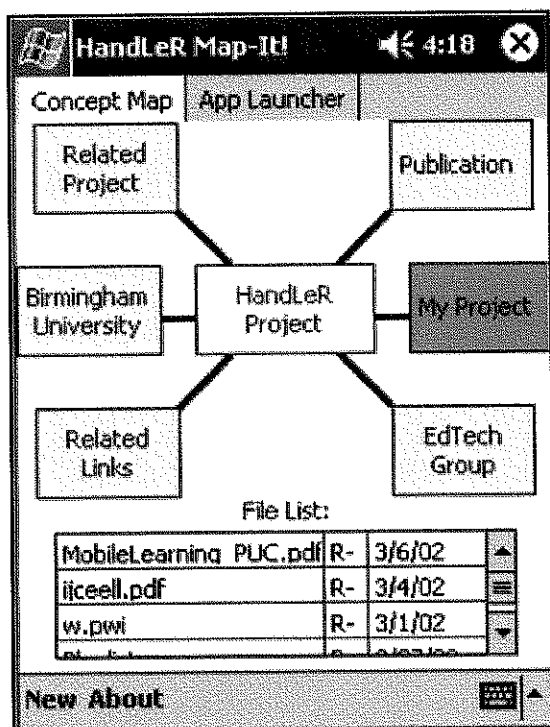 HandLeR Map-It! 4:18
Concept Map App Launcher
Related
Project
Publication
Birmingham
University
HandLeR
Project
My Project
Related
Links
EdTech
Group
File List:
MobileLearning_PUC.pdf R- 3/6/02
ijceell.pdf R- 3/4/02
w.pwi R- 3/1/02
New About